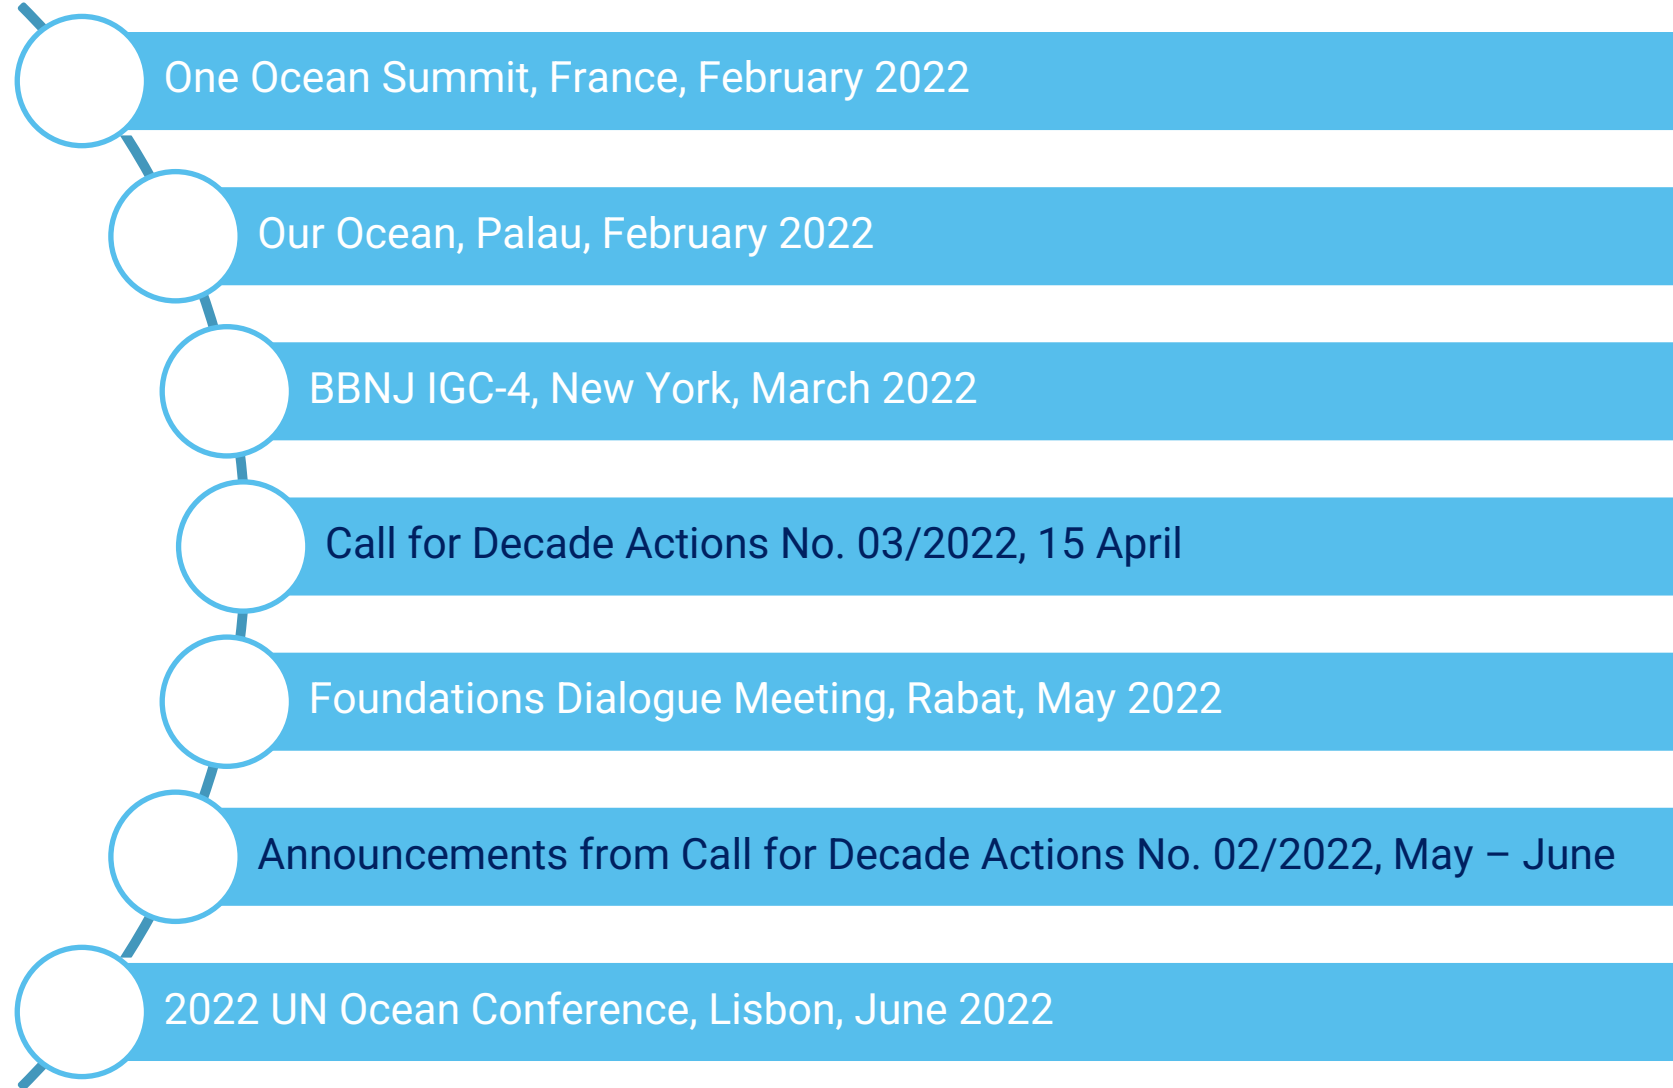 One Ocean Summit, France, February 2022
Our Ocean, Palau, February 2022
BBNJ IGC-4, New York, March 2022
Call for Decade Actions No. 03/2022, 15 April
Foundations Dialogue Meeting, Rabat, May 2022
Announcements from Call for Decade Actions No. 02/2022, May – June
2022 UN Ocean Conference, Lisbon, June 2022